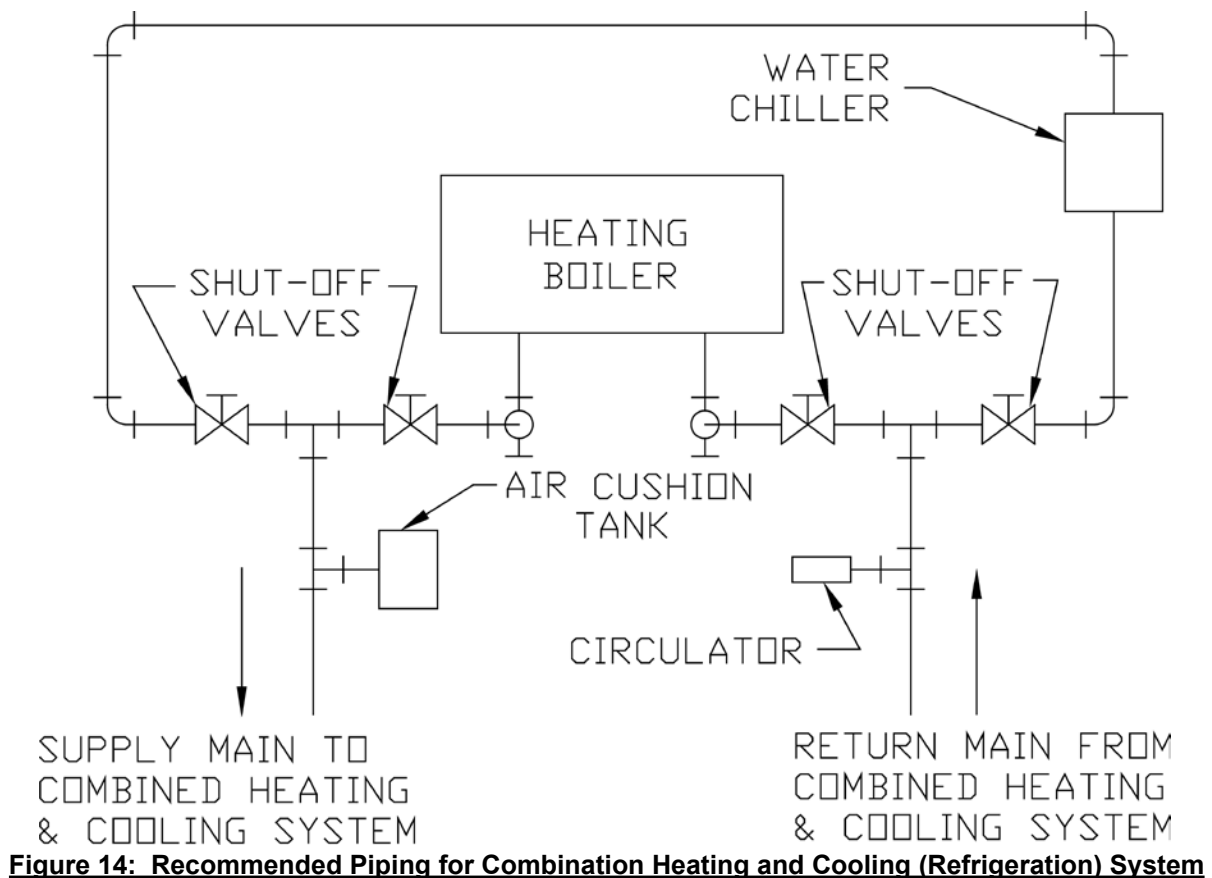 WATER
CHILLER
HEATING
BOILER
SHUT-OFF
VALVES
SHUT-OFF
VALVES
AIR CUSHION
TANK
CIRCULATOR
SUPPLY MAIN TO
COMBINED HEATING
& COOLING SYSTEM
RETURN MAIN FROM
COMBINED HEATING
& COOLING SYSTEM
Figure 14: Recommended Piping for Combination Heating and Cooling (Refrigeration) System